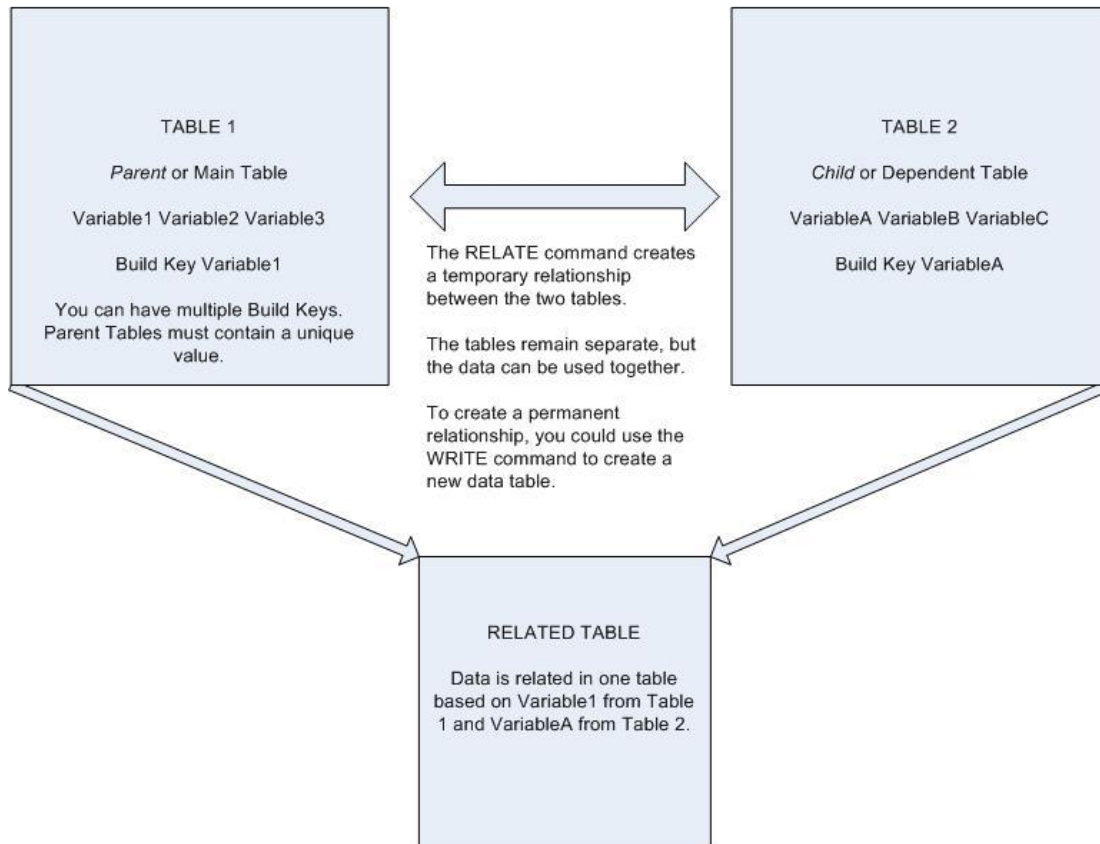 TABLE 1
Parent or Main Table
Variable1 Variable2 Variable3
Build Key Variable1
You can have multiple Build Keys.
Parent Tables must contain a unique
value.
The RELATE command creates
a temporary relationship
between the two tables.
The tables remain separate, but
the data can be used together.
To create a permanent
relationship, you could use the
WRITE command to create a
new data table.
TABLE 2
Child or Dependent Table
VariableA VariableB VariableC
Build Key VariableA
RELATED TABLE
Data is related in one table
based on Variable1 from Table
1 and VariableA from Table 2.